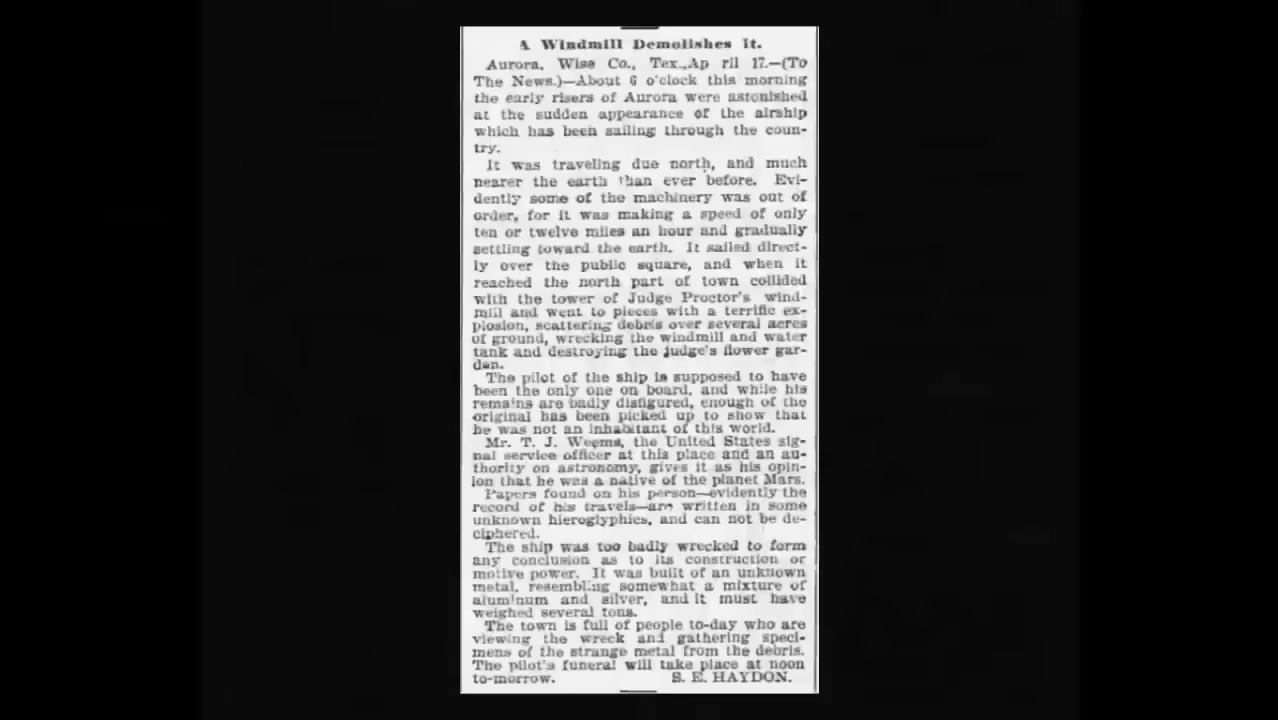 A Windmill Demolishes It.
Aurora, Wise Co., Tex.,Ap ril 17.—(To
The News.)—About 6 o'clock this morning
the early risers of Aurora were astonished
at the sudden appearance of the airship
which has been sailing through the coun-
try.
It was traveling due north, and much
nearer the earth than ever before. Evi-
dently some of the machinery was out of
order, for it was making a speed of only
ten or twelve miles an hour and gradually
settling toward the earth. It sailed direct-
ly over the public square, and when it
reached the north part of town collided
with the tower of Judge Proctor's wind-
mill and went to pieces with a terrific ex-
plosion, scattering debris over several acres
of ground, wrecking the windmill and water
tank and destroying the judge's flower gar-
den.
The pilot of the ship is supposed to have
been the only one on board, and while his
remains are badly disfigured, enough of the
original has been picked up to show that
he was not an inhabitant of this world.
Mr. T. J. Weems, the United States sig-
nal service officer at this place and an au-
thority on astronomy, gives it as his opin-
ion that he was a native of the planet Mars.
Papers found on his person—evidently the
record of his travels—are written in some
unknown hieroglyphics, and can not be de-
ciphered.
The ship was too badly wrecked to form
any conclusion as to its construction or
motive power. It was built of an unknown
metal, resembling somewhat a mixture of
aluminum and silver, and it must have
weighed several tons.
The town is full of people to-day who are
viewing the wreck and gathering speci-
mens of the strange metal from the debris.
The pilot's funeral will take place at noon
to-morrow. S. E. HAYDON.